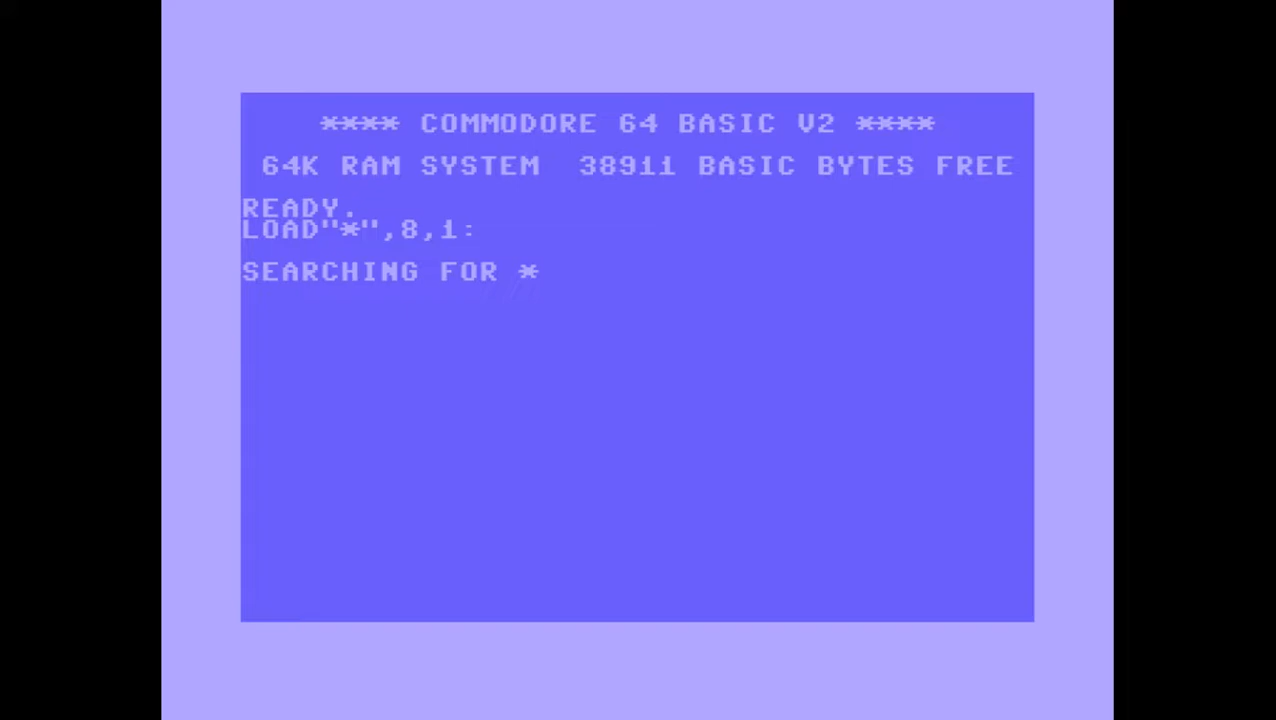 **** COMMODORE 64 BASIC V2 ****
64K RAM SYSTEM  38911 BASIC BYTES FREE
READY.
LOAD"*",8,1:
SEARCHING FOR *